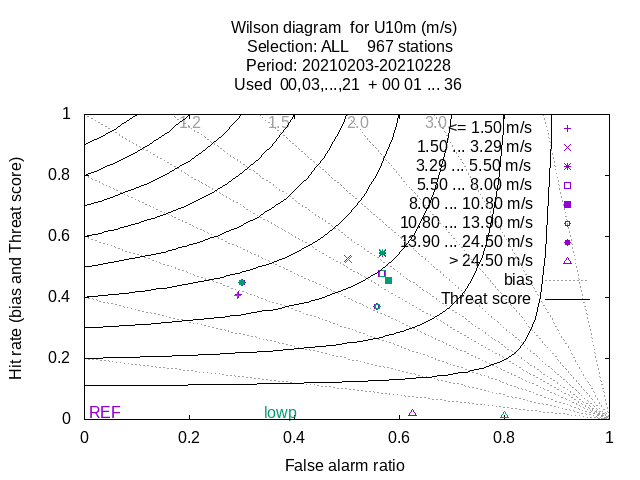 Wilson diagram  for U10m (m/s)
Selection: ALL    967 stations
Period: 20210203-20210228
Used  00,03,...,21  + 00 01 ... 36
1.2 1.5 2.0 3.0
<= 1.50 m/s
1.50 ... 3.29 m/s
3.29 ... 5.50 m/s
5.50 ... 8.00 m/s
8.00 ... 10.80 m/s
10.80 ... 13.90 m/s
13.90 ... 24.50 m/s
> 24.50 m/s
bias
Threat score
1
0.8
0.6
0.4
0.2
0
Hit rate (bias and Threat score)
REF lowp
0 0.2 0.4 0.6 0.8 1
False alarm ratio